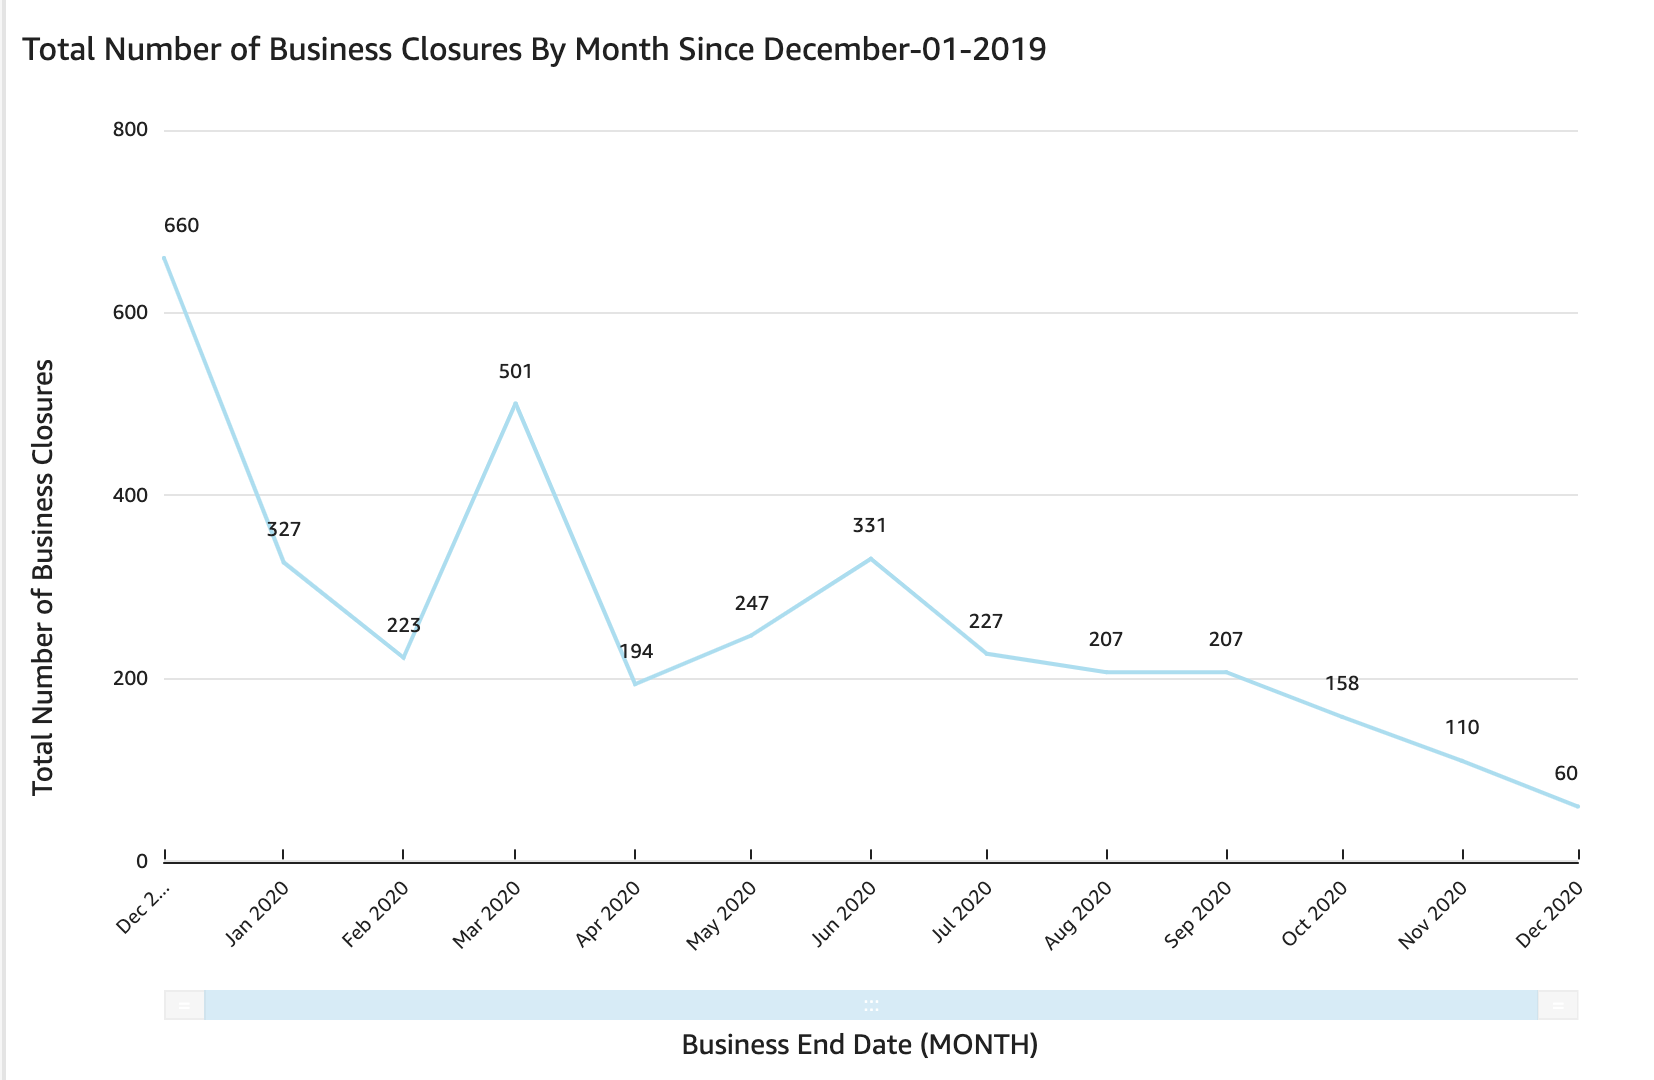 Total Number of Business Closures By Month Since December-01-2019
Total Number of Business Closures
800
600
400
200
0
660
327
223
501
194
247
331
227
207
207
158
110
60
Dec 2...
Jan 2020
Feb 2020
Mar 2020
Apr 2020
May 2020
Jun 2020
Jul 2020
Aug 2020
Sep 2020
Oct 2020
Nov 2020
Dec 2020
Business End Date (MONTH)